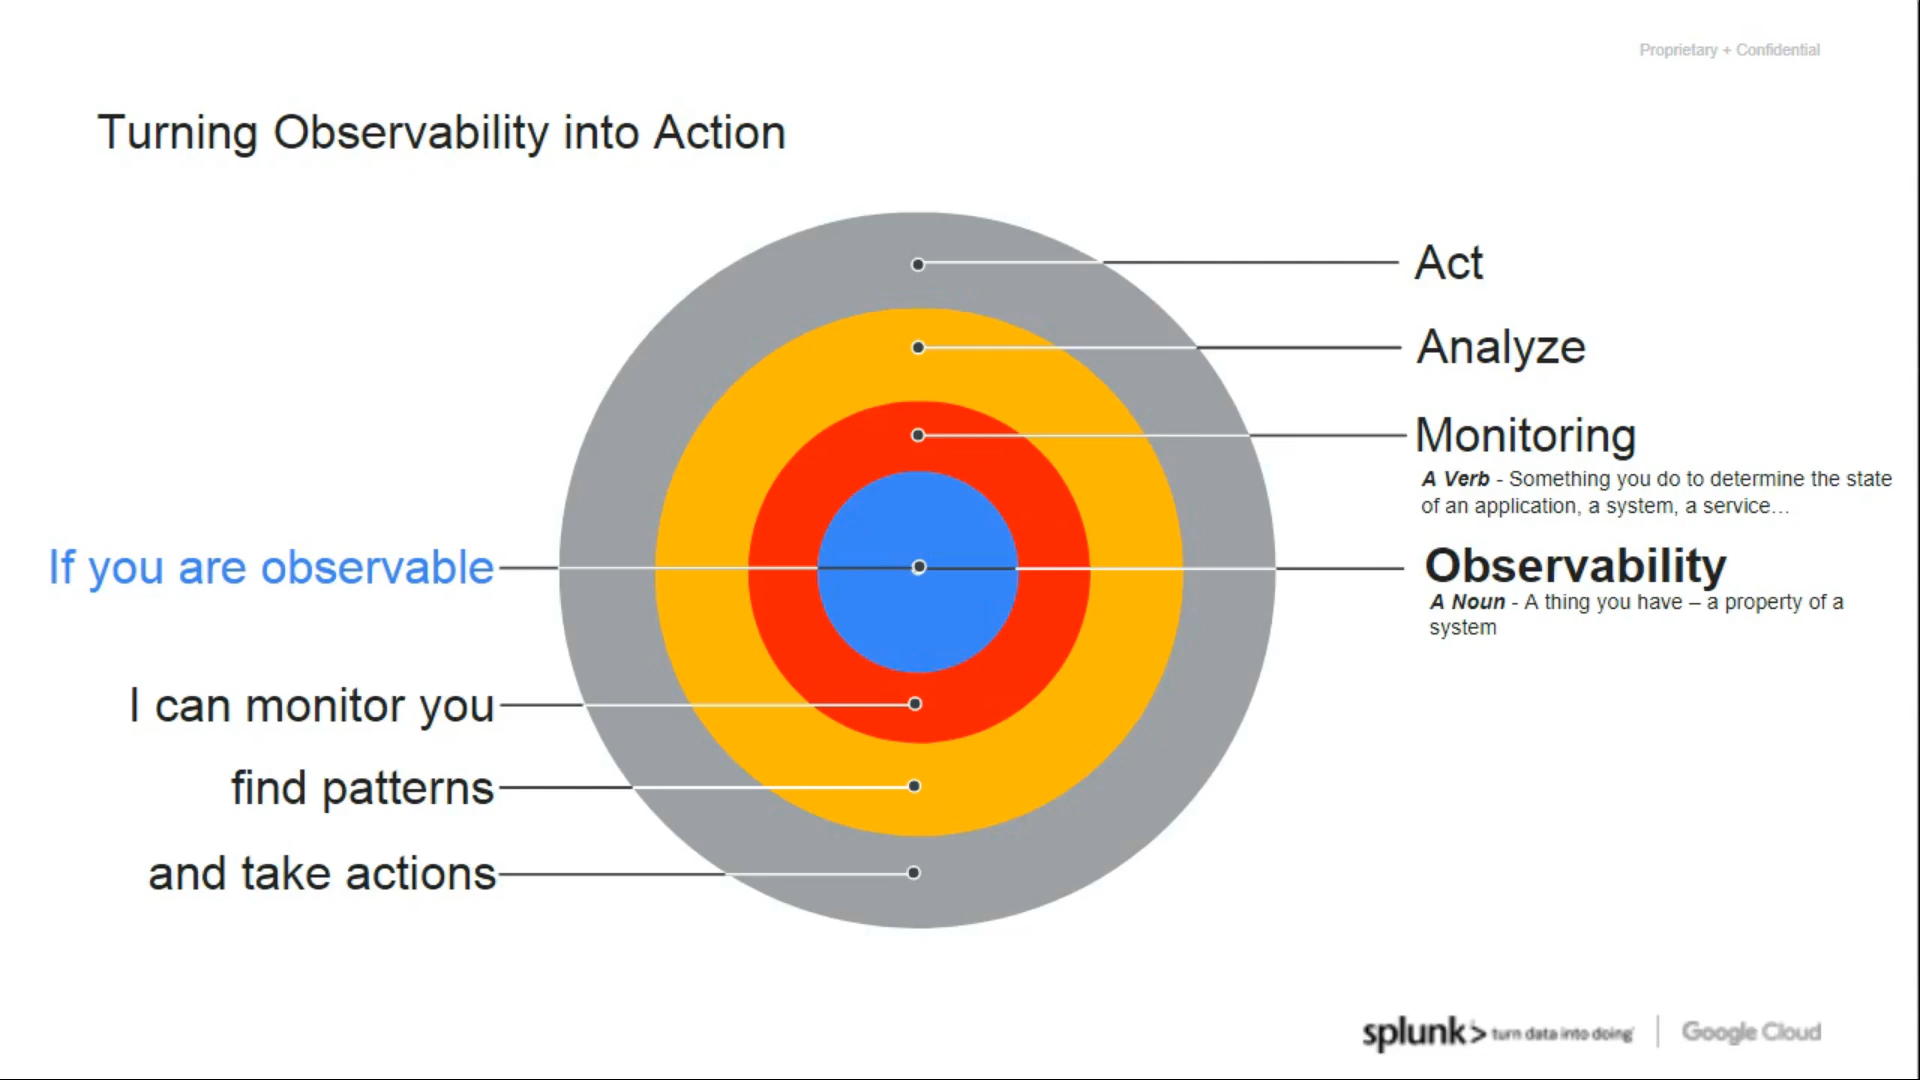 Proprietary + Confidential
Turning Observability into Action
Act
Analyze
Monitoring
A Verb - Something you do to determine the state
of an application, a system, a service…
If you are observable
Observability
A Noun - A thing you have – a property of a
system
I can monitor you
find patterns
and take actions
splunk> turn data into doing
Google Cloud